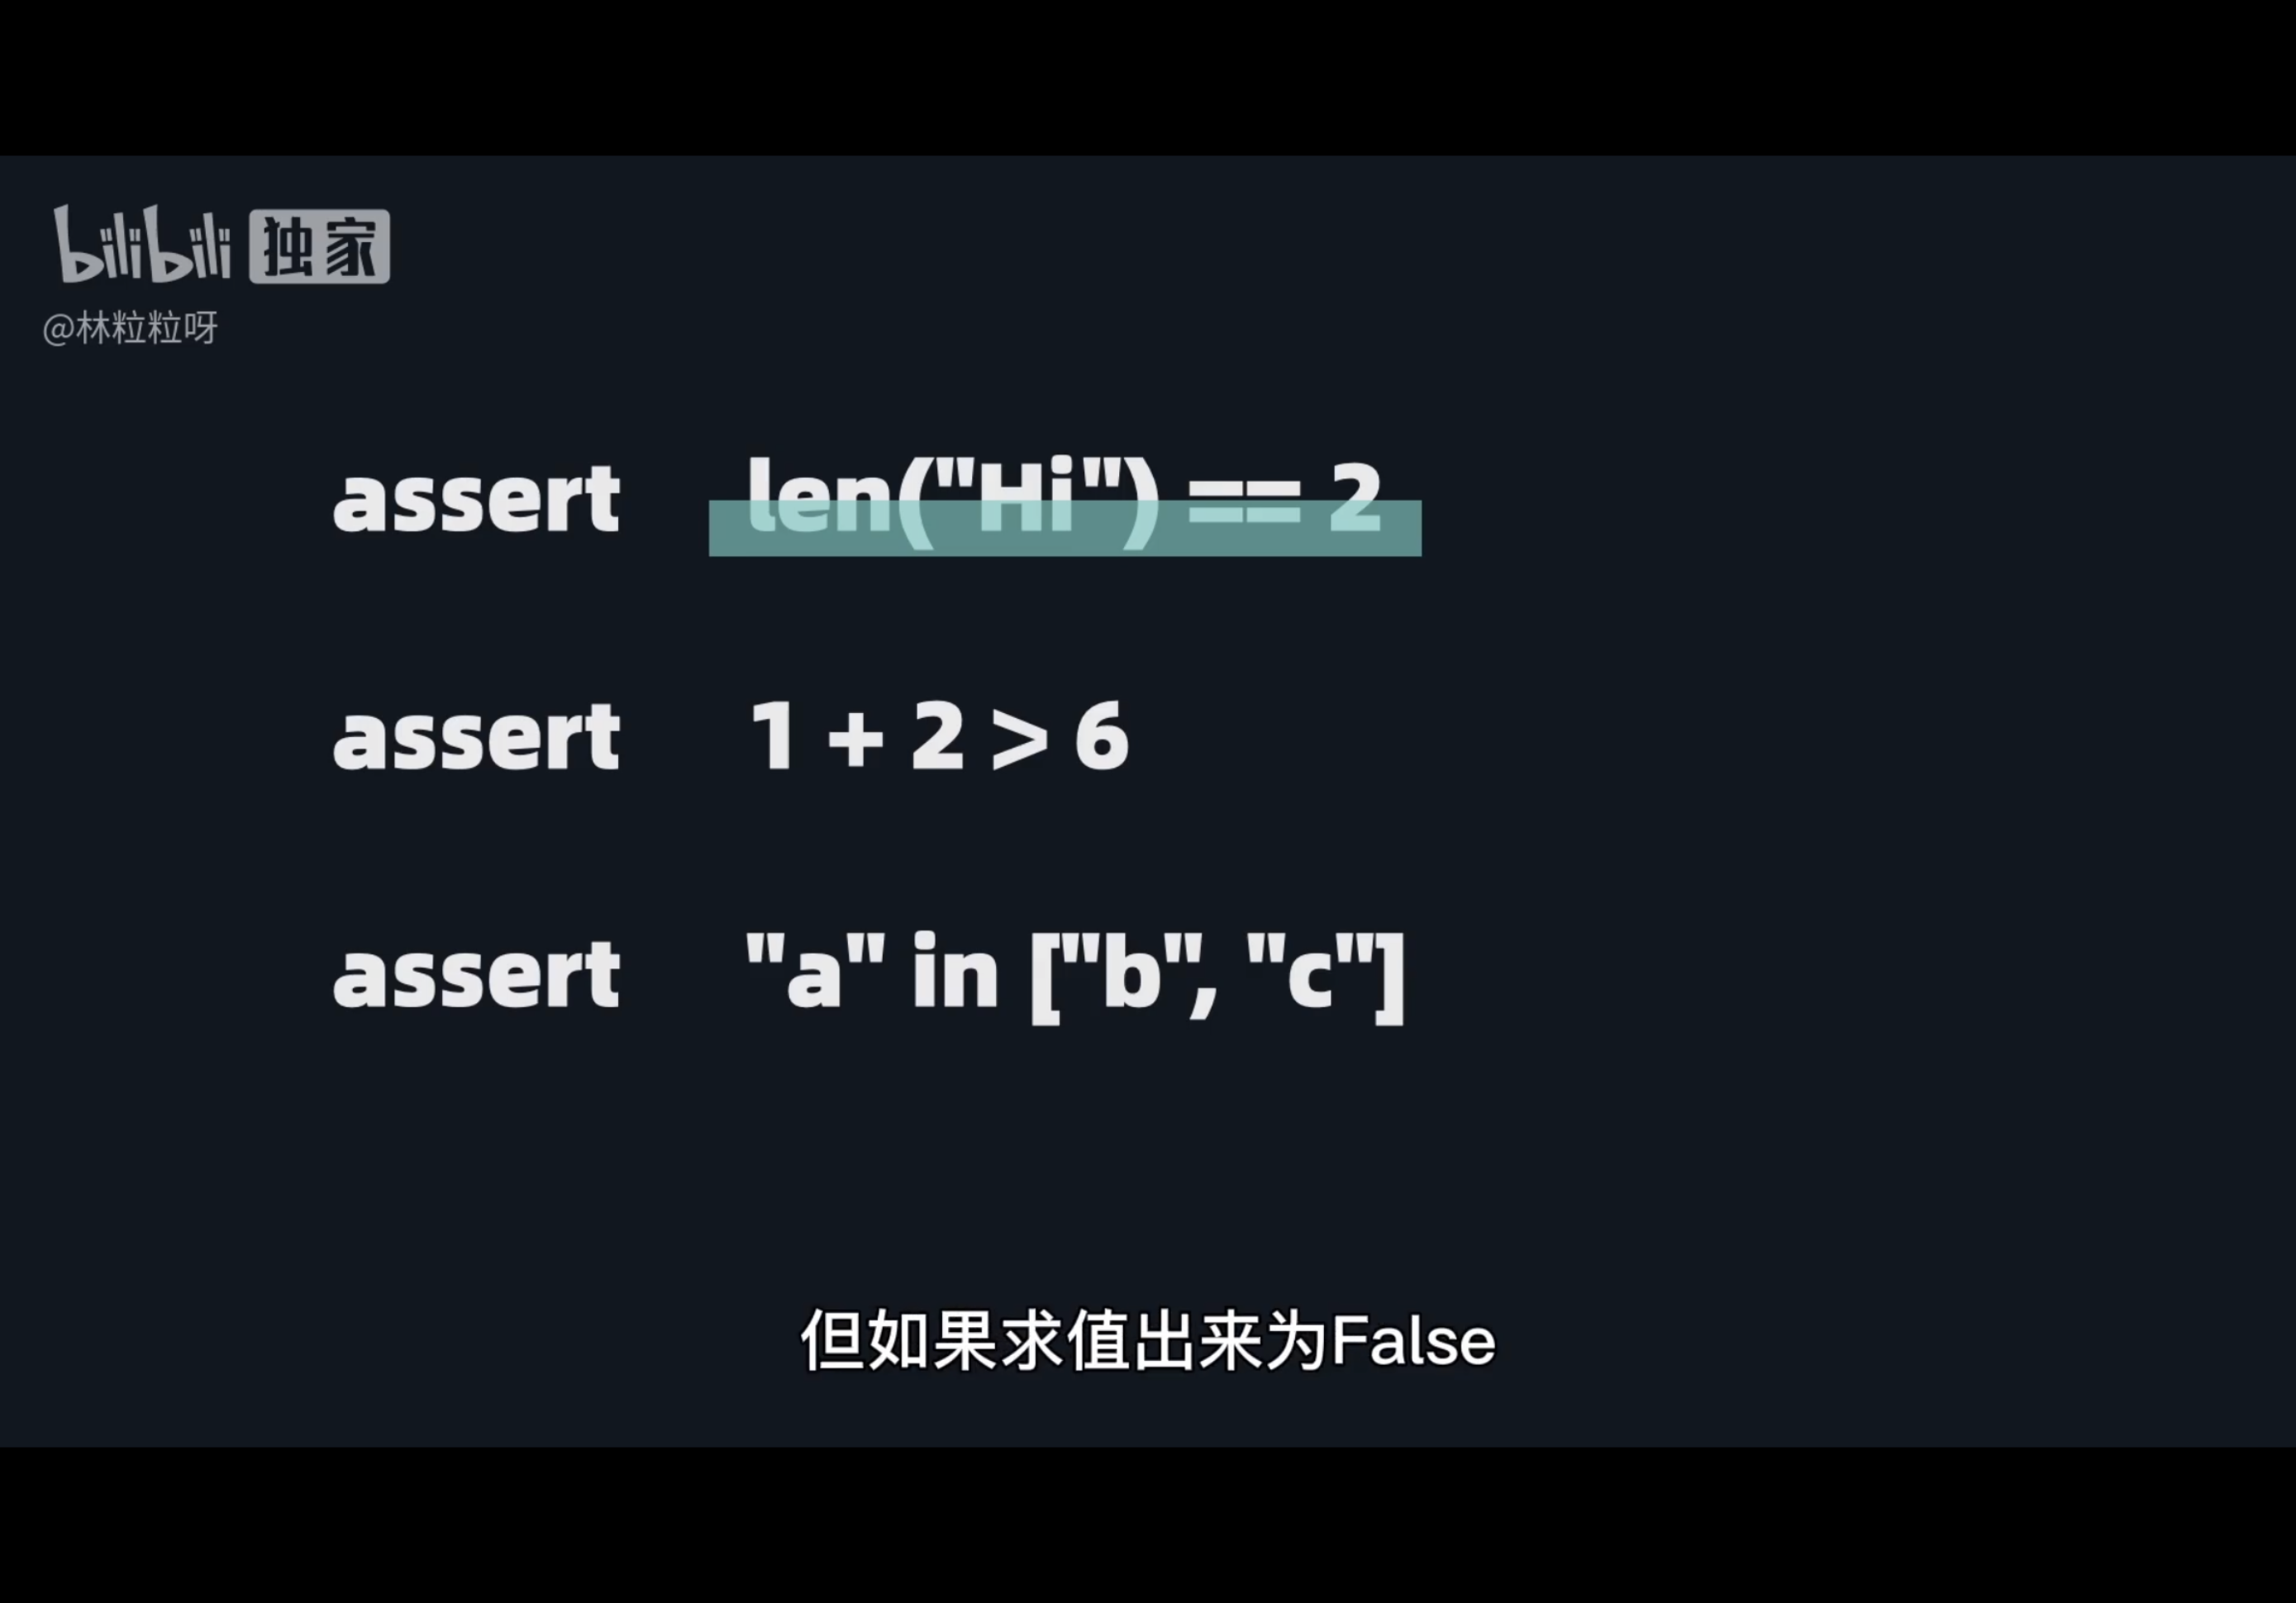 bilibili 独家
@林粒粒呀
assert len("Hi") == 2
assert 1 + 2 > 6
assert "a" in ["b", "c"]
但如果求值出来为False